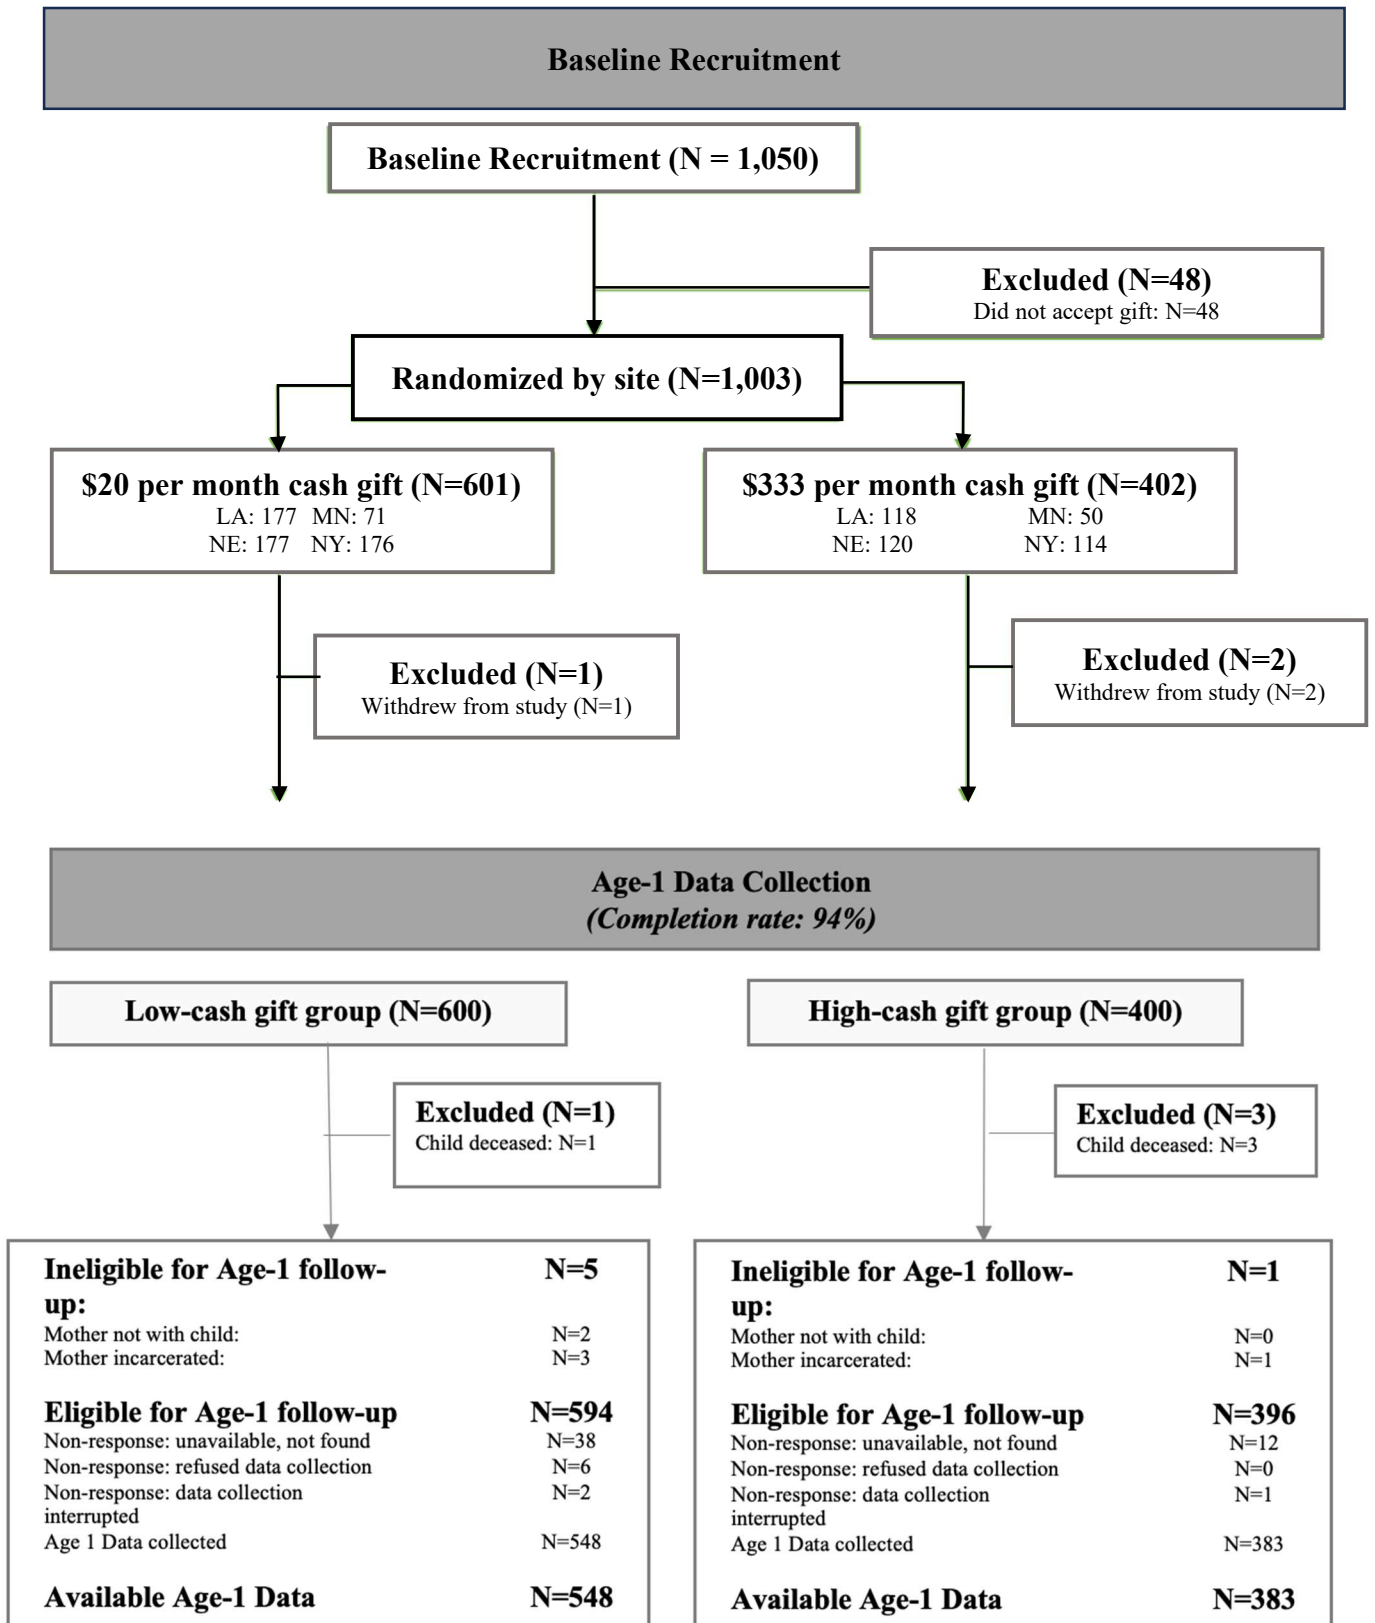 Baseline Recruitment
Baseline Recruitment (N = 1,050)
Excluded (N=48)
Did not accept gift: N=48
Randomized by site (N=1,003)
$20 per month cash gift (N=601)
LA: 177 MN: 71
NE: 177 NY: 176
$333 per month cash gift (N=402)
LA: 118 MN: 50
NE: 120 NY: 114
Excluded (N=1)
Withdrew from study (N=1)
Excluded (N=2)
Withdrew from study (N=2)
Age-1 Data Collection
(Completion rate: 94%)
Low-cash gift group (N=600)
High-cash gift group (N=400)
Excluded (N=1)
Child deceased: N=1
Excluded (N=3)
Child deceased: N=3
Ineligible for Age-1 follow- N=5
up:
Mother not with child: N=2
Mother incarcerated: N=3
Eligible for Age-1 follow-up N=594
Non-response: unavailable, not found N=38
Non-response: refused data collection N=6
Non-response: data collection N=2
interrupted
Age 1 Data collected N=548
Available Age-1 Data N=548
Ineligible for Age-1 follow- N=1
up:
Mother not with child: N=0
Mother incarcerated: N=1
Eligible for Age-1 follow-up N=396
Non-response: unavailable, not found N=12
Non-response: refused data collection N=0
Non-response: data collection N=1
interrupted
Age 1 Data collected N=383
Available Age-1 Data N=383